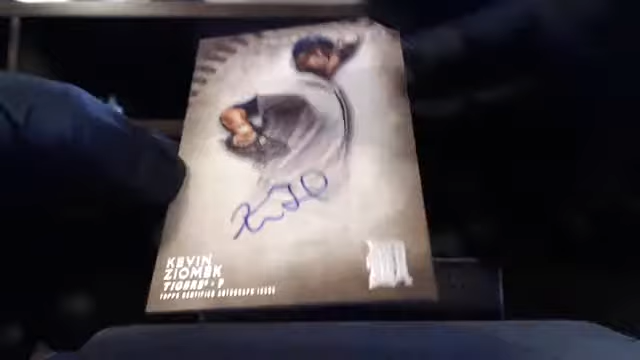 KEVIN
ZIOMEK
TIGERS® • P
TOPPS CERTIFIED AUTOGRAPH ISSUE